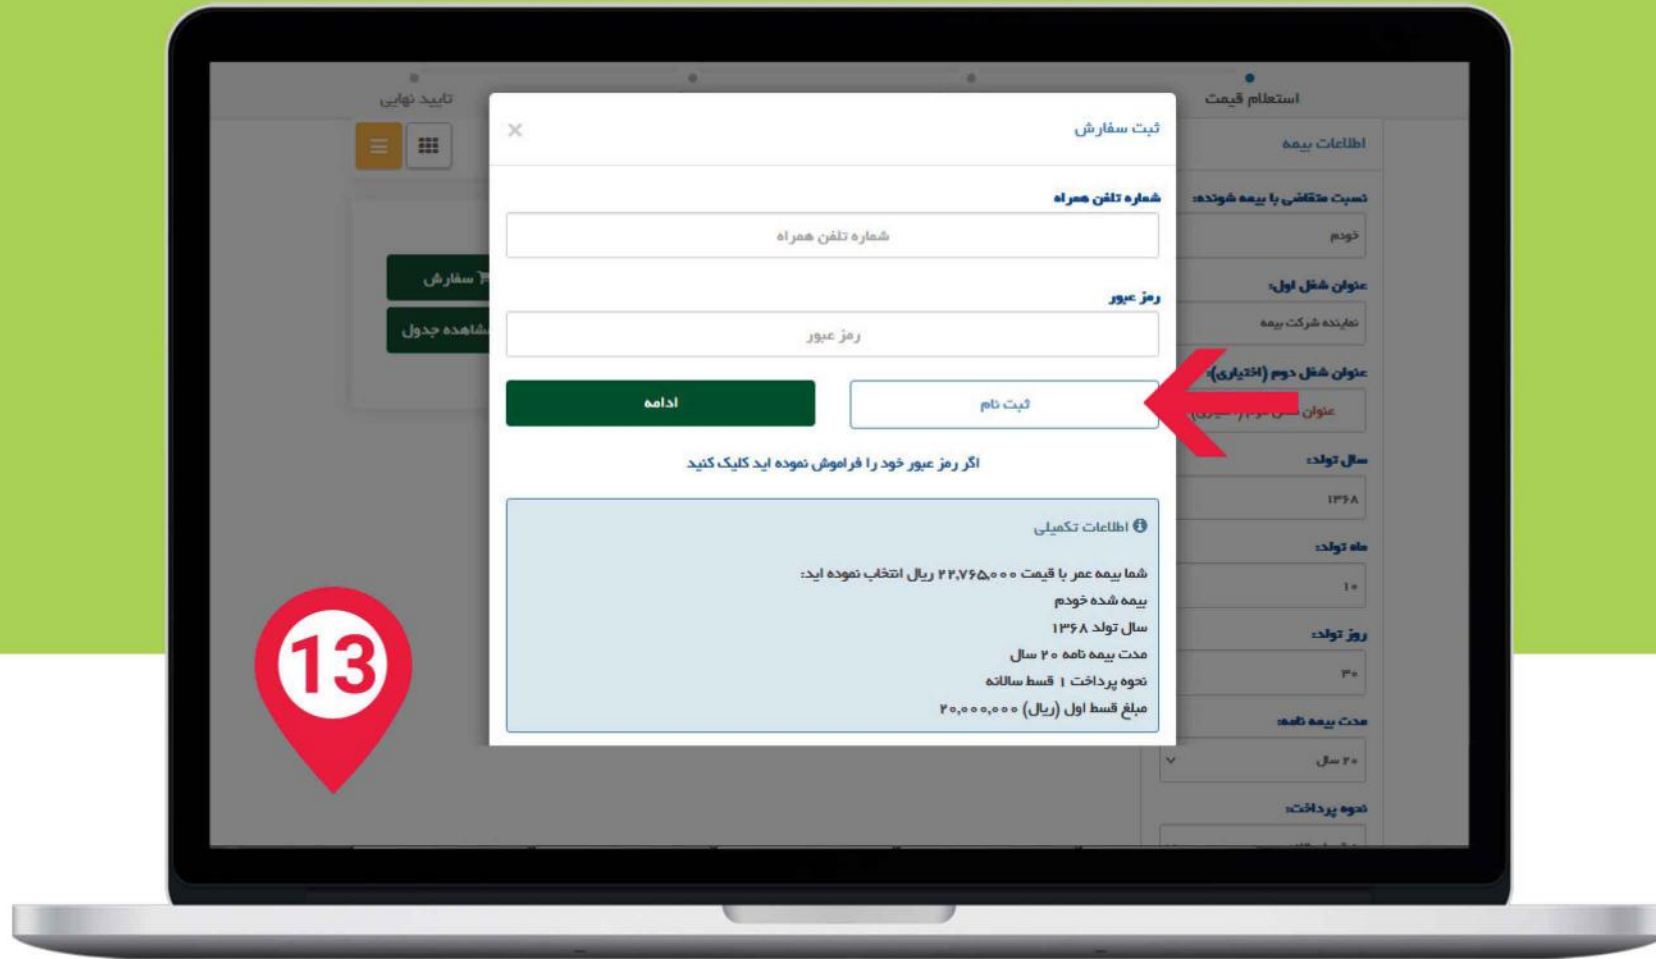 استعلام قیمت
تایید نهایی
اطلاعات بیمه
نسبت متقاضی با بیمه شونده:
خودم
عنوان شغل اول:
نماینده شرکت بیمه
عنوان شغل دوم (اختیاری):
عنوان
سال تولد:
۱۳۶۸
ماه تولد:
۱۰
روز تولد:
۳۰
مدت بیمه نامه:
۲۰ سال
نحوه پرداخت:
ثبت سفارش
×
شماره تلفن همراه
شماره تلفن همراه
رمز عبور
رمز عبور
ثبت نام
ادامه
اگر رمز عبور خود را فراموش نموده اید کلیک کنید
اطلاعات تکمیلی
شما بیمه عمر با قیمت ۲۲,۷۶۵,۰۰۰ ریال انتخاب نموده اید:
بیمه شده خودم
سال تولد ۱۳۶۸
مدت بیمه نامه ۲۰ سال
نحوه پرداخت ۱ قسط سالانه
مبلغ قسط اول (ریال) ۲۰,۰۰۰,۰۰۰
سفارش
جدول
13